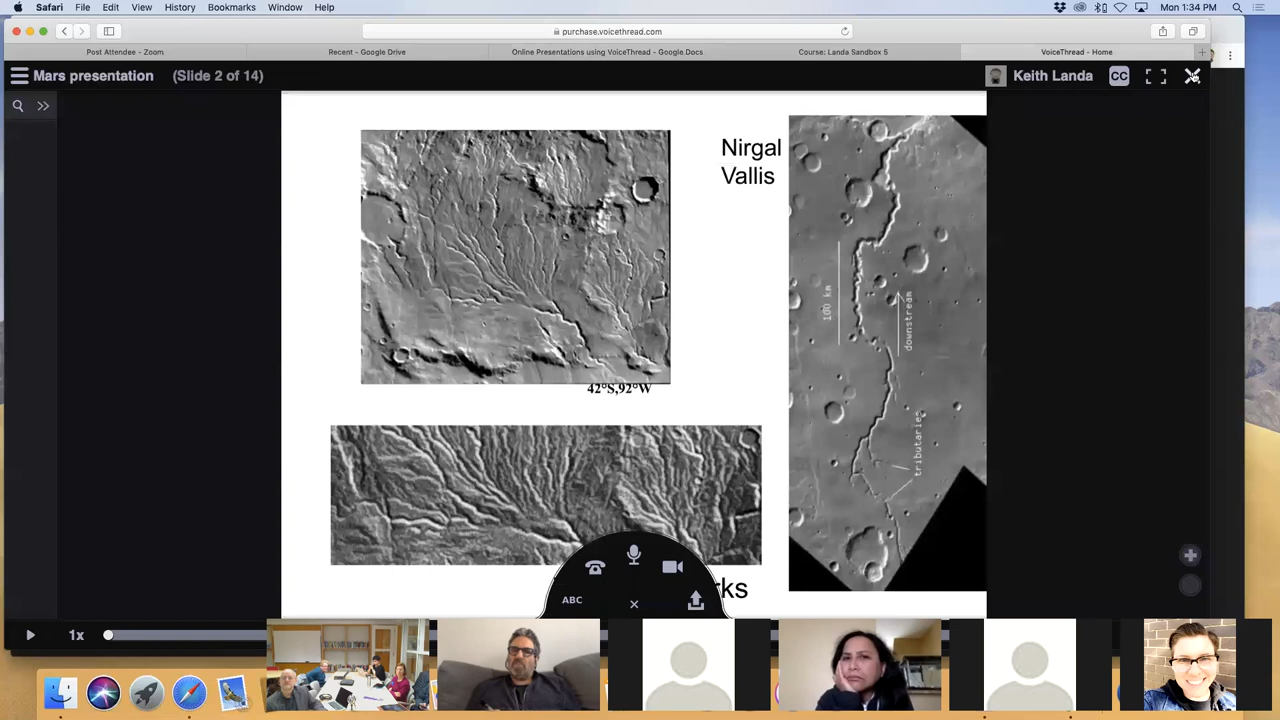 Safari File Edit View History Bookmarks Window Help
Mon 1:34 PM
purchase.voicethread.com
Post Attendee - Zoom
Recent - Google Drive
Online Presentations using VoiceThread - Google Docs
Course: Landa Sandbox 5
VoiceThread - Home
Mars presentation (Slide 2 of 14)
Keith Landa
CC
Nirgal
Vallis
100 km
downstream
tributaries
42°S,92°W
rks
ABC
1x